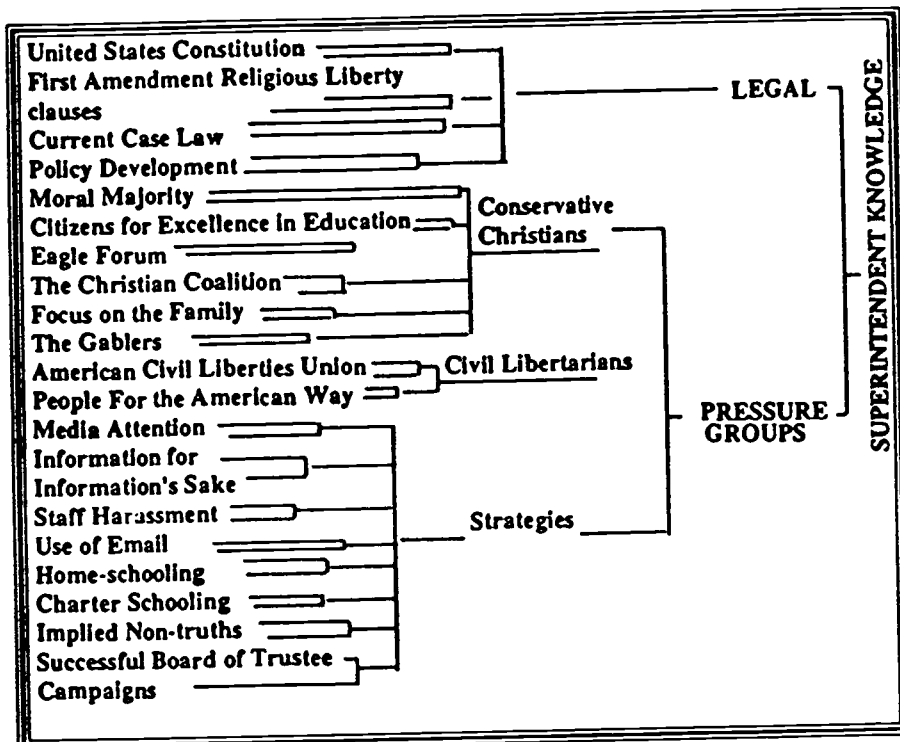 United States Constitution
First Amendment Religious Liberty
clauses
Current Case Law
Policy Development
Moral Majority
Citizens for Excellence in Education
Eagle Forum
The Christian Coalition
Focus on the Family
The Gablers
American Civil Liberties Union
People For the American Way
Media Attention
Information for
Information's Sake
Staff Harassment
Use of Email
Home-schooling
Charter Schooling
Implied Non-truths
Successful Board of Trustee
Campaigns
Conservative
Christians
Civil Libertarians
Strategies
LEGAL
PRESSURE
GROUPS
SUPERINTENDENT KNOWLEDGE